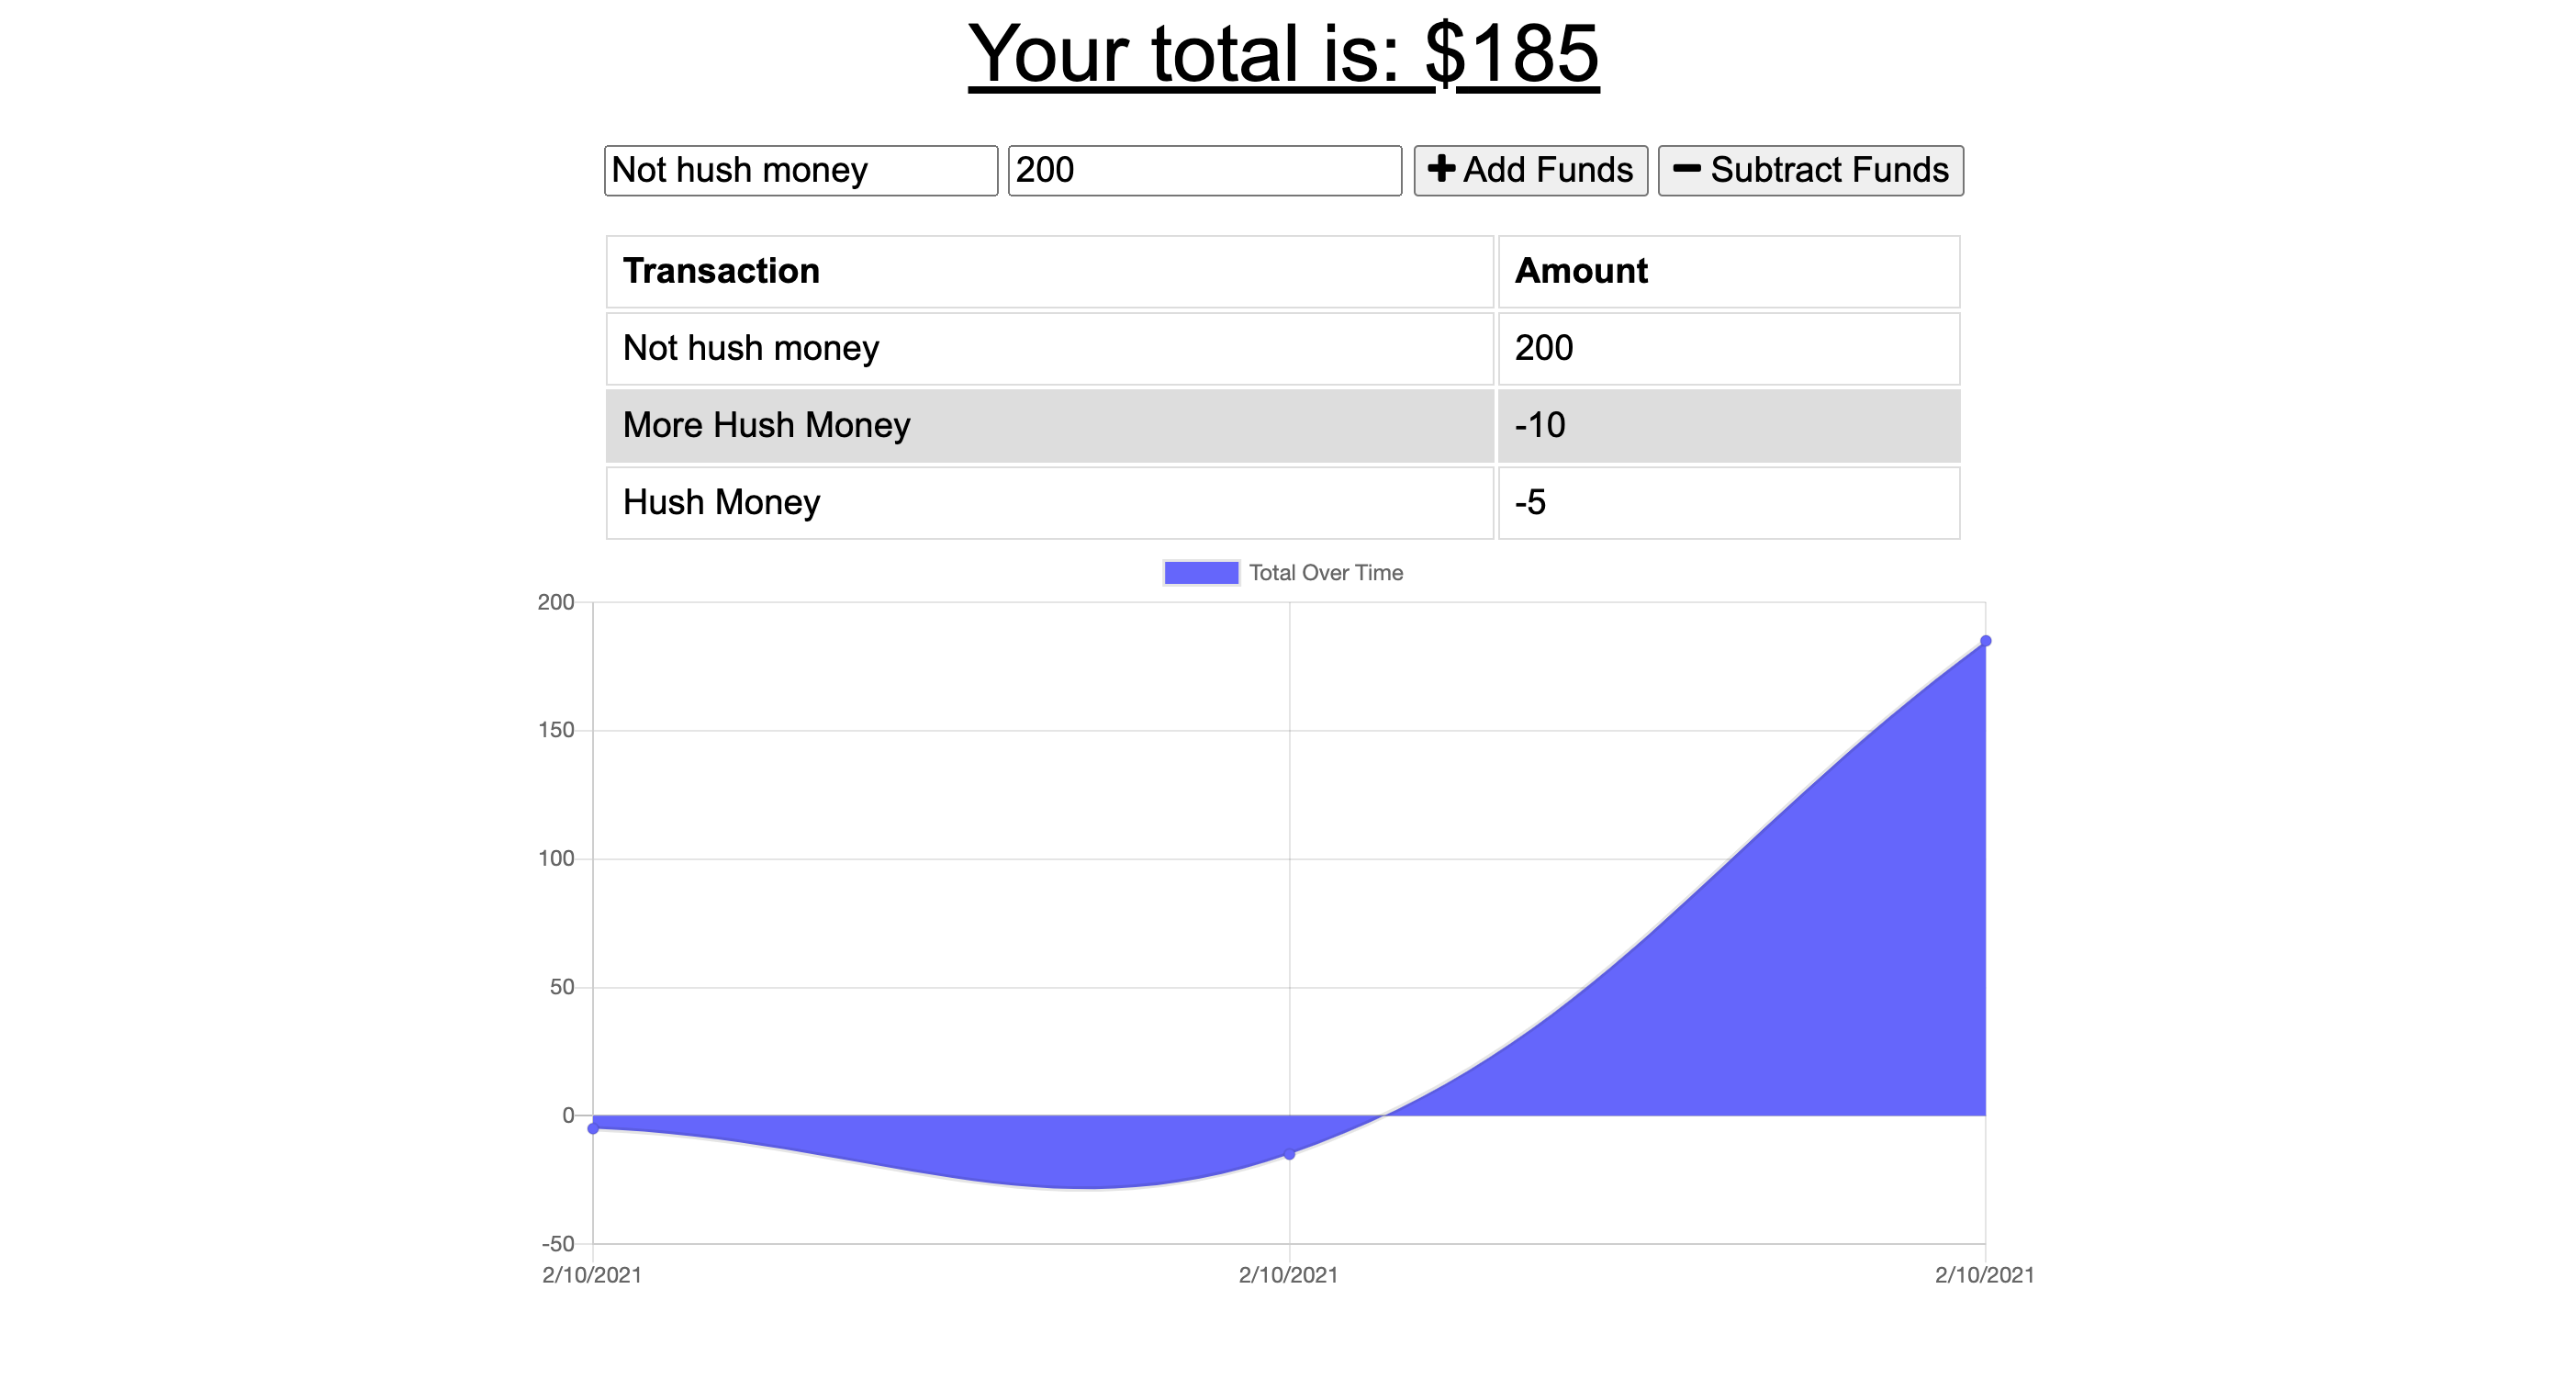 Your total is: $185
Not hush money 200 Add Funds Subtract Funds
Transaction Amount
Not hush money 200
More Hush Money -10
Hush Money -5
Total Over Time
200
150
100
50
0
-50
2/10/2021 2/10/2021 2/10/2021